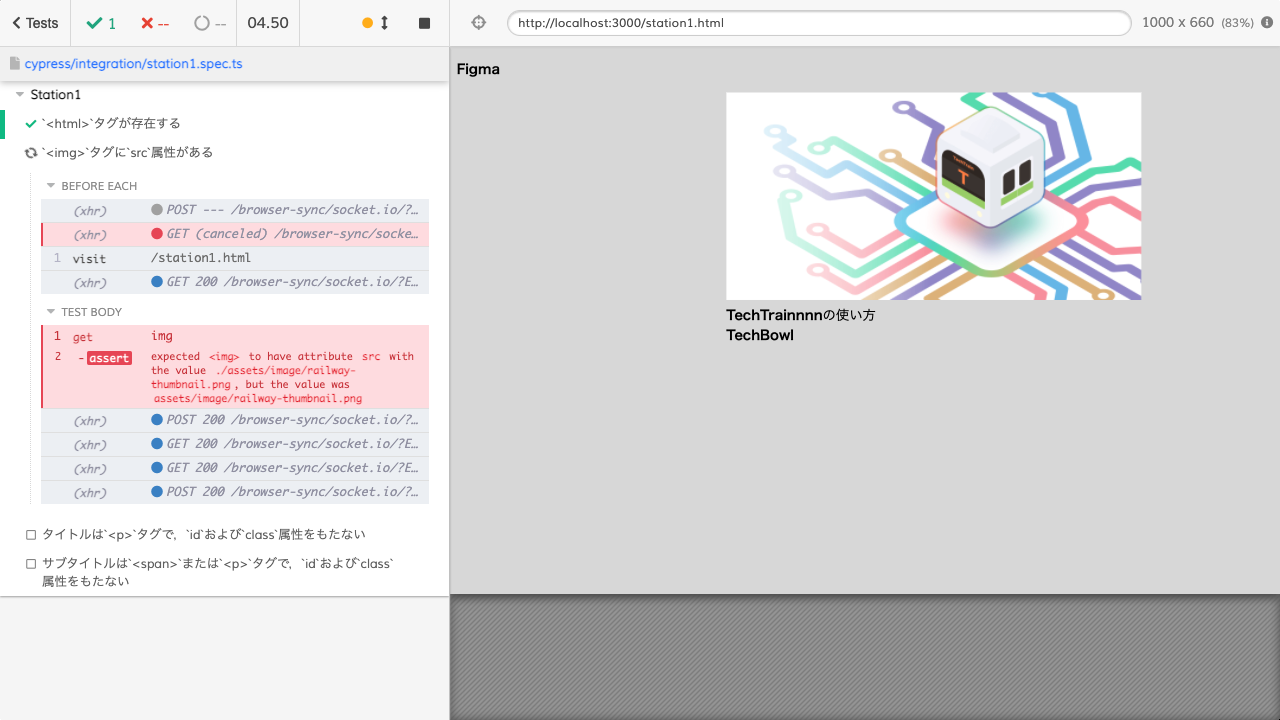 Tests
1
--
--
04.50
http://localhost:3000/station1.html
1000 x 660 (83%)
cypress/integration/station1.spec.ts
Station1
`<html>`タグが存在する
`<img>`タグに`src`属性がある
BEFORE EACH
(xhr) POST --- /browser-sync/socket.io/?…
(xhr) GET (canceled) /browser-sync/socke…
1 visit /station1.html
(xhr) GET 200 /browser-sync/socket.io/?E…
TEST BODY
1 get img
2 -assert expected <img> to have attribute src with
the value ./assets/image/railway-
thumbnail.png, but the value was
assets/image/railway-thumbnail.png
(xhr) POST 200 /browser-sync/socket.io/?…
(xhr) GET 200 /browser-sync/socket.io/?E…
(xhr) GET 200 /browser-sync/socket.io/?E…
(xhr) POST 200 /browser-sync/socket.io/?…
タイトルは`<p>`タグで，`id`および`class`属性をもたない
サブタイトルは`<span>`または`<p>`タグで，`id`および`class`
属性をもたない
Figma
TechTrain
T
TechTrainnnnの使い方
TechBowl